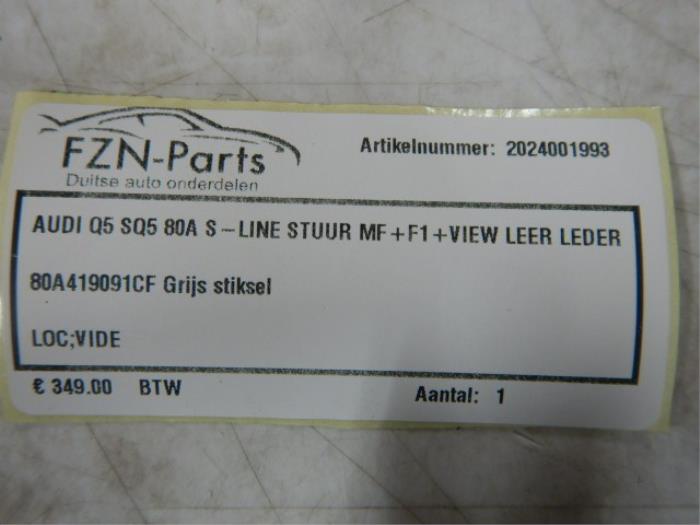 FZN-Parts
Duitse auto onderdelen
Artikelnummer: 2024001993
AUDI Q5 SQ5 80A S-LINE STUUR MF+F1+VIEW LEER LEDER
80A419091CF Grijs stiksel
LOC;VIDE
€ 349.00 BTW
Aantal: 1